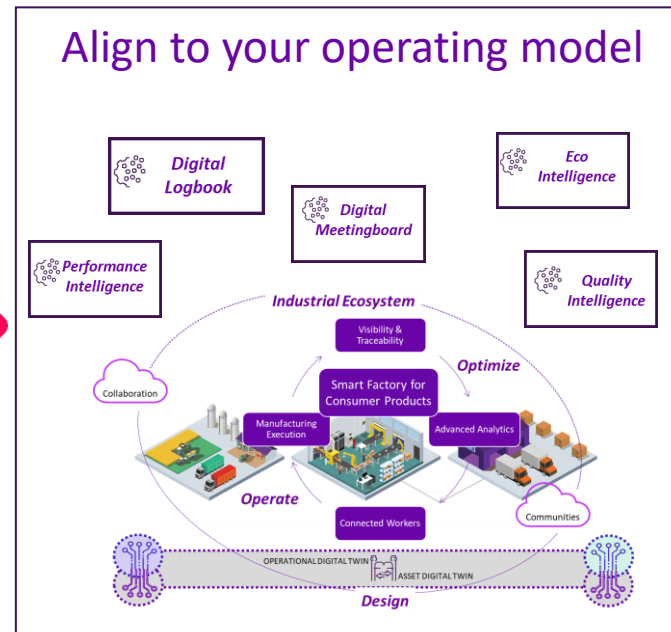 Align to your operating model
Digital
Logbook
Eco
Intelligence
Digital
Meetingboard
Performance
Intelligence
Quality
Intelligence
Industrial Ecosystem
Visibility &
Traceability
Optimize
Collaboration
Smart Factory for
Consumer Products
Manufacturing
Execution
Advanced Analytics
Operate
Connected Workers
Communities
OPERATIONAL DIGITAL TWIN
ASSET DIGITAL TWIN
Design